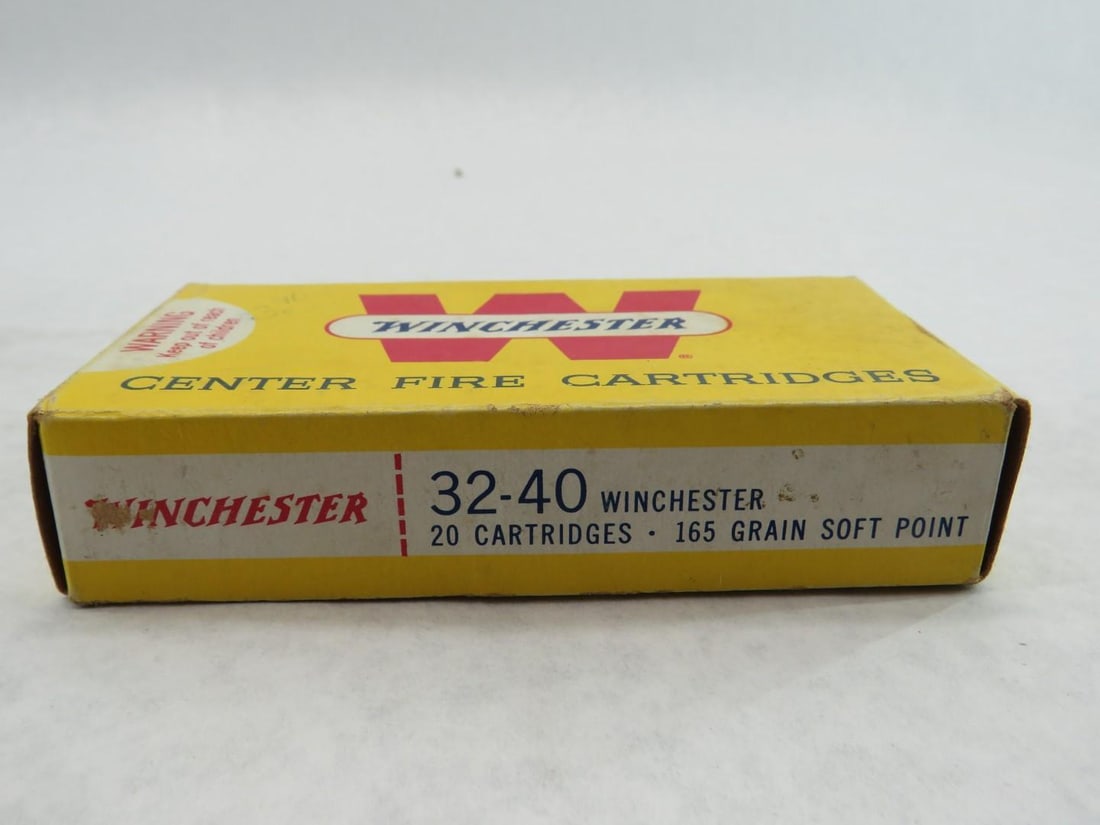 WARNING
Keep out of reach
of children
WINCHESTER
®
CENTER FIRE CARTRIDGES
WINCHESTER
32-40 WINCHESTER
20 CARTRIDGES · 165 GRAIN SOFT POINT